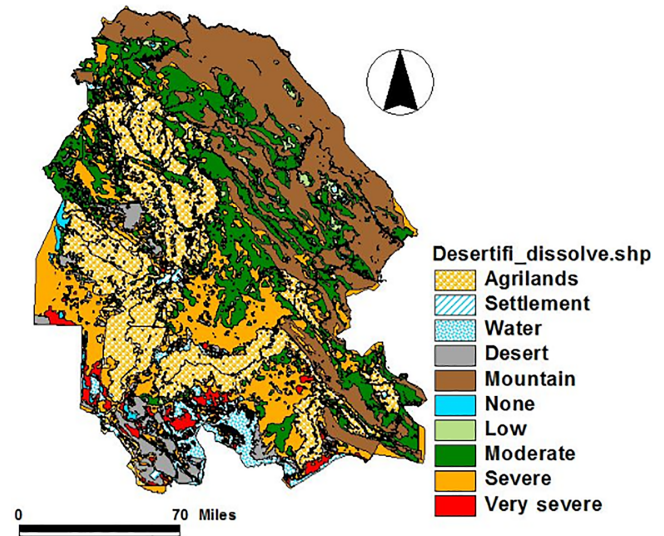 Desertifi_dissolve.shp
Agrilands
Settlement
Water
Desert
Mountain
None
Low
Moderate
Severe
Very severe
0 70 Miles